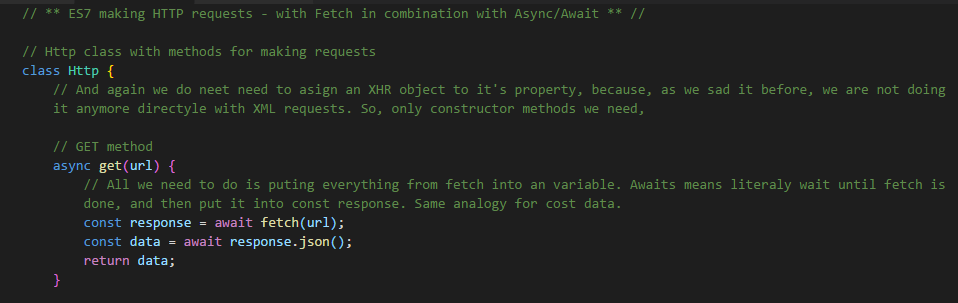 // ** ES7 making HTTP requests - with Fetch in combination with Async/Await ** //
// Http class with methods for making requests
class Http {
// And again we do neet need to asign an XHR object to it's property, because, as we sad it before, we are not doing
it anymore directyle with XML requests. So, only constructor methods we need,
// GET method
async get(url) {
// All we need to do is puting everything from fetch into an variable. Awaits means literaly wait until fetch is
done, and then put it into const response. Same analogy for cost data.
const response = await fetch(url);
const data = await response.json();
return data;
}